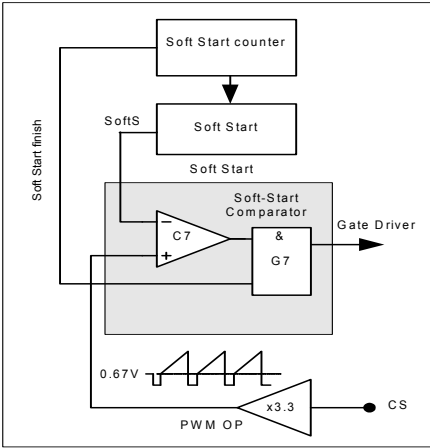 Soft Start counter
Soft Start finish
SoftS
Soft Start
Soft Start
Soft-Start
Comparator
−
C7
+
&
G7
Gate Driver
0.67V
x3.3
CS
PWM OP